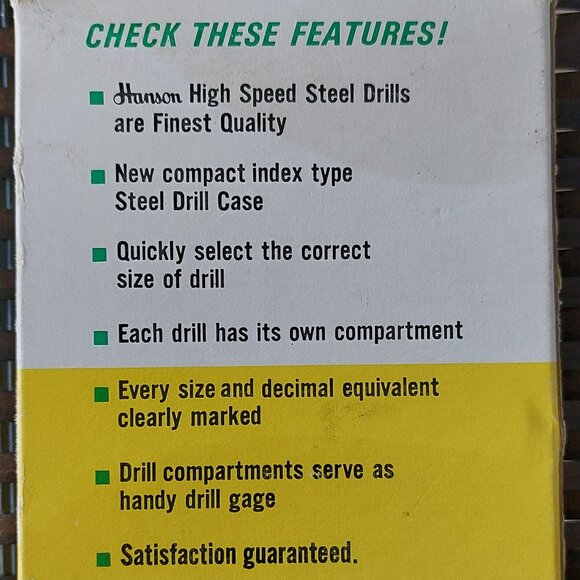 CHECK THESE FEATURES!
Hanson High Speed Steel Drills
are Finest Quality
New compact index type
Steel Drill Case
Quickly select the correct
size of drill
Each drill has its own compartment
Every size and decimal equivalent
clearly marked
Drill compartments serve as
handy drill gage
Satisfaction guaranteed.